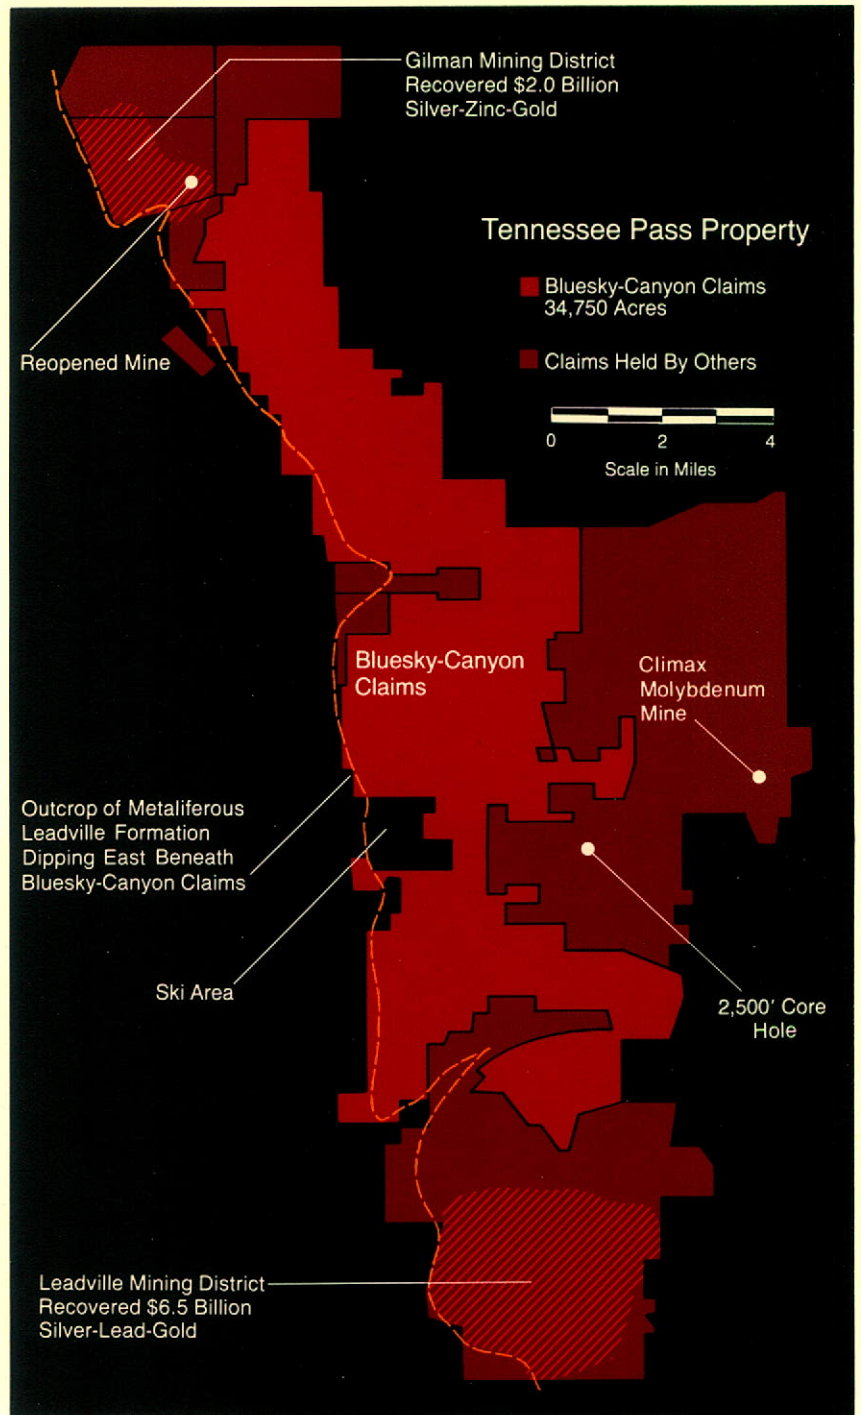 Gilman Mining District
Recovered $2.0 Billion
Silver-Zinc-Gold
Tennessee Pass Property
Bluesky-Canyon Claims
34,750 Acres
Claims Held By Others
0 2 4
Scale in Miles
Reopened Mine
Bluesky-Canyon
Claims
Climax
Molybdenum
Mine
Outcrop of Metaliferous
Leadville Formation
Dipping East Beneath
Bluesky-Canyon Claims
Ski Area
2,500' Core
Hole
Leadville Mining District
Recovered $6.5 Billion
Silver-Lead-Gold